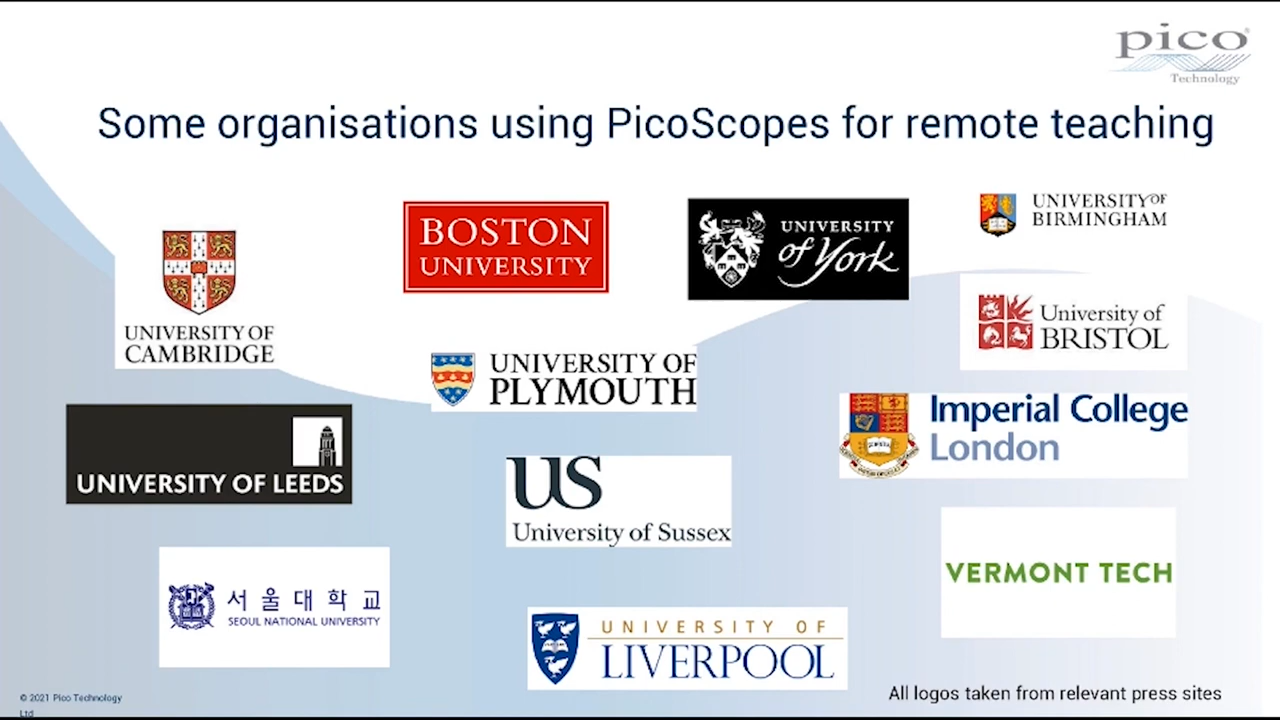 pico
Technology
Some organisations using PicoScopes for remote teaching
UNIVERSITY OF
CAMBRIDGE
BOSTON
UNIVERSITY
UNIVERSITY
of York
UNIVERSITY OF
BIRMINGHAM
University of
BRISTOL
UNIVERSITY OF
PLYMOUTH
Imperial College
London
UNIVERSITY OF LEEDS
US
University of Sussex
VERMONT TECH
서울대학교
SEOUL NATIONAL UNIVERSITY
UNIVERSITY OF
LIVERPOOL
© 2021 Pico Technology
Ltd
All logos taken from relevant press sites